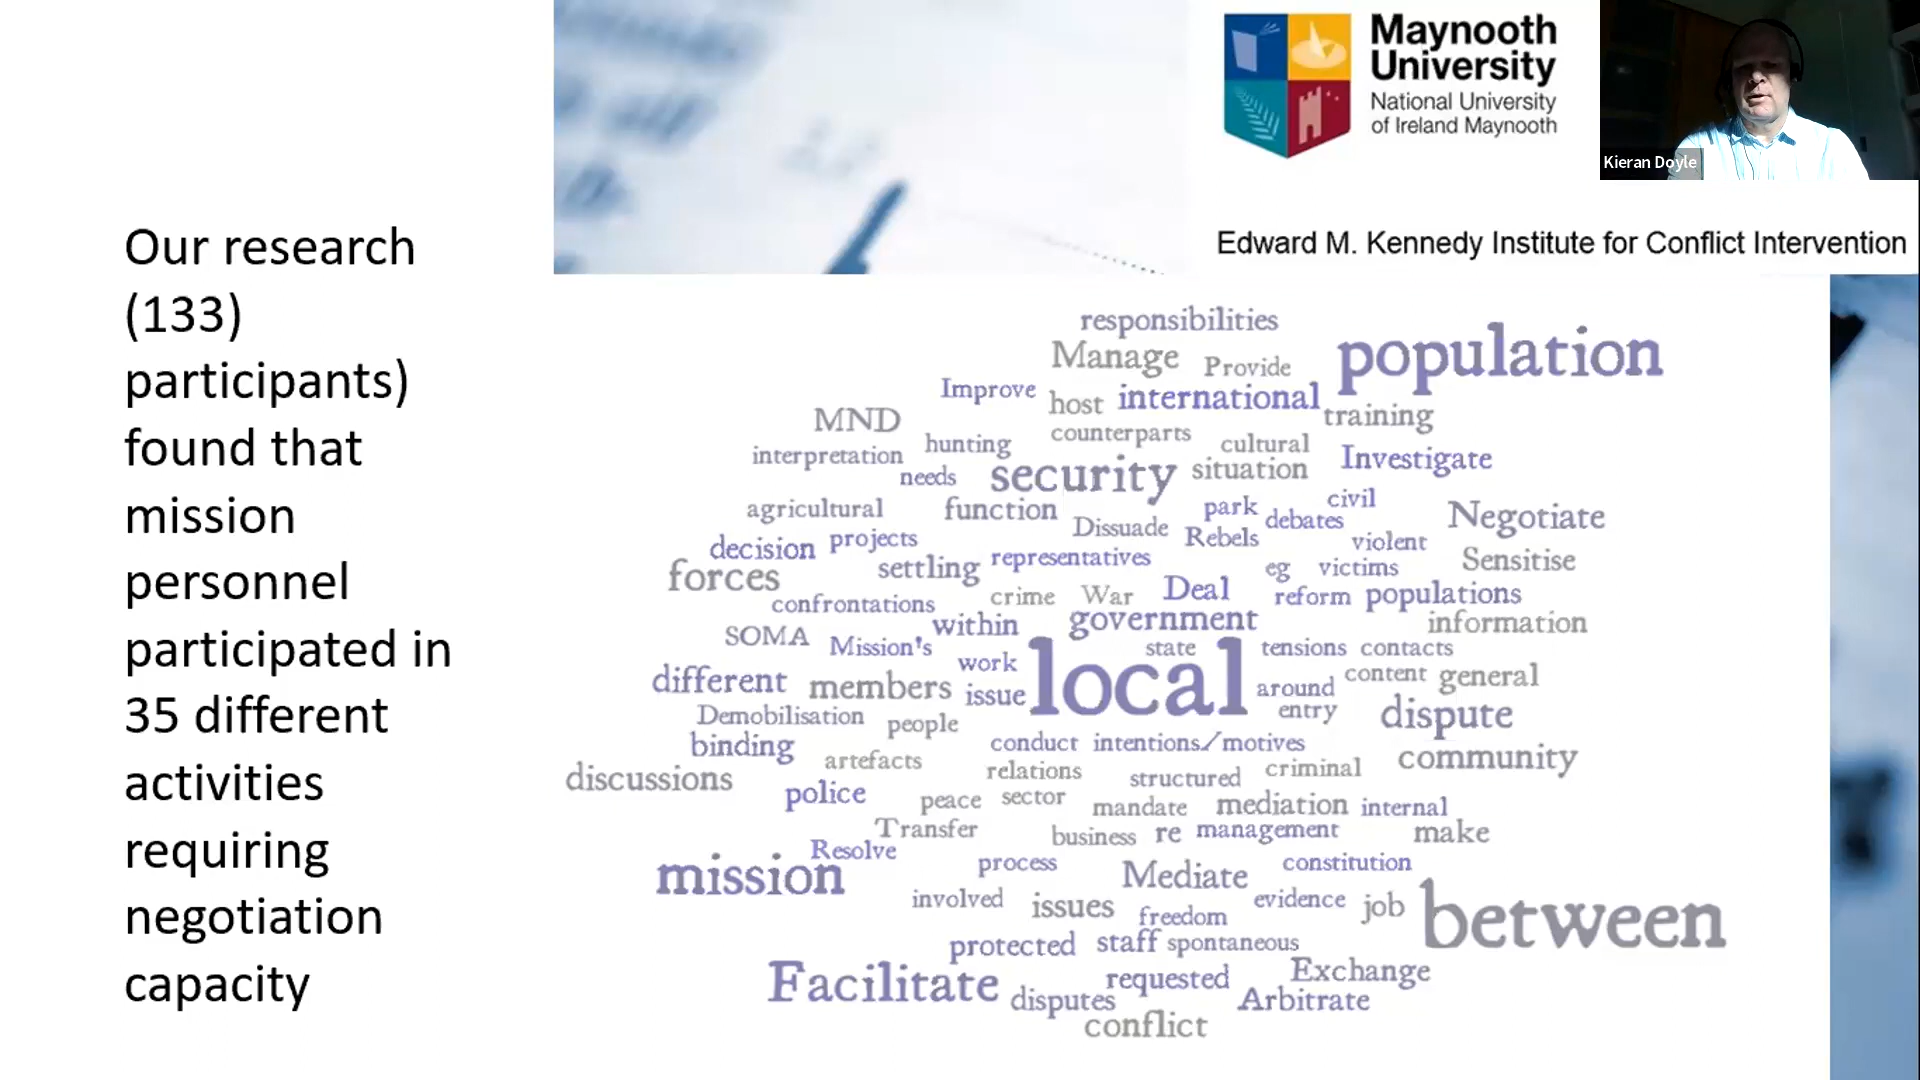 Our research
(133)
participants)
found that
mission
personnel
participated in
35 different
activities
requiring
negotiation
capacity
Maynooth
University
National University
of Ireland Maynooth
Kieran Doyle
Edward M. Kennedy Institute for Conflict Intervention
responsibilities
Manage Provide population
Improve host international training
MND counterparts cultural
interpretation hunting Investigate
needs security situation
agricultural function park civil
Dissuade debates Negotiate
decision projects Rebels violent
forces settling representatives eg victims Sensitise
confrontations crime War Deal reform populations
within government information
SOMA Mission's state tensions contacts
different members work issue local around content general
Demobilisation people entry dispute
binding conduct intentions/motives
discussions artefacts relations structured criminal community
police peace sector mandate mediation internal
Transfer business re management make
Resolve process constitution
mission Mediate
involved issues evidence job between
freedom
protected staff spontaneous
Facilitate requested Exchange
disputes Arbitrate
conflict